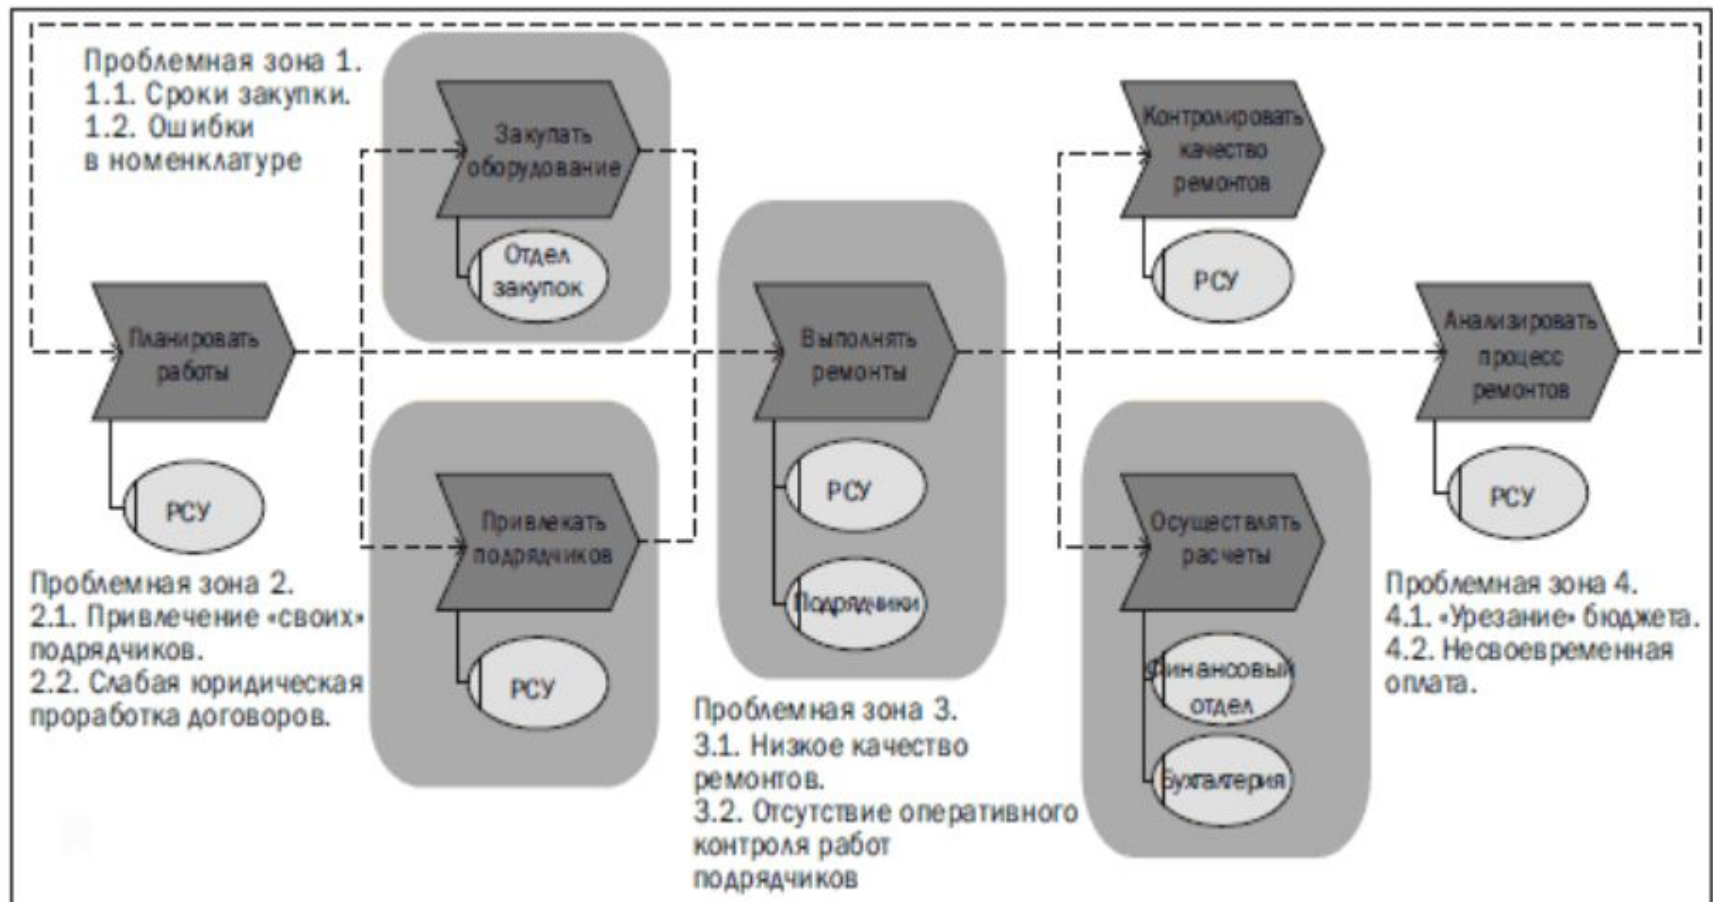 Проблемная зона 1.
1.1. Сроки закупки.
1.2. Ошибки
в номенклатуре
Закупать
оборудование
Отдел
закупок
Контролировать
качество
ремонтов
РСУ
Планировать
работы
РСУ
Выполнять
ремонты
РСУ
Подрядчики
Анализировать
процесс
ремонтов
РСУ
Привлекать
подрядчиков
РСУ
Осуществлять
расчеты
Финансовый
отдел
Бухгалтерия
Проблемная зона 2.
2.1. Привлечение «своих»
подрядчиков.
2.2. Слабая юридическая
проработка договоров.
Проблемная зона 3.
3.1. Низкое качество
ремонтов.
3.2. Отсутствие оперативного
контроля работ
подрядчиков
Проблемная зона 4.
4.1. «Урезание» бюджета.
4.2. Несвоевременная
оплата.